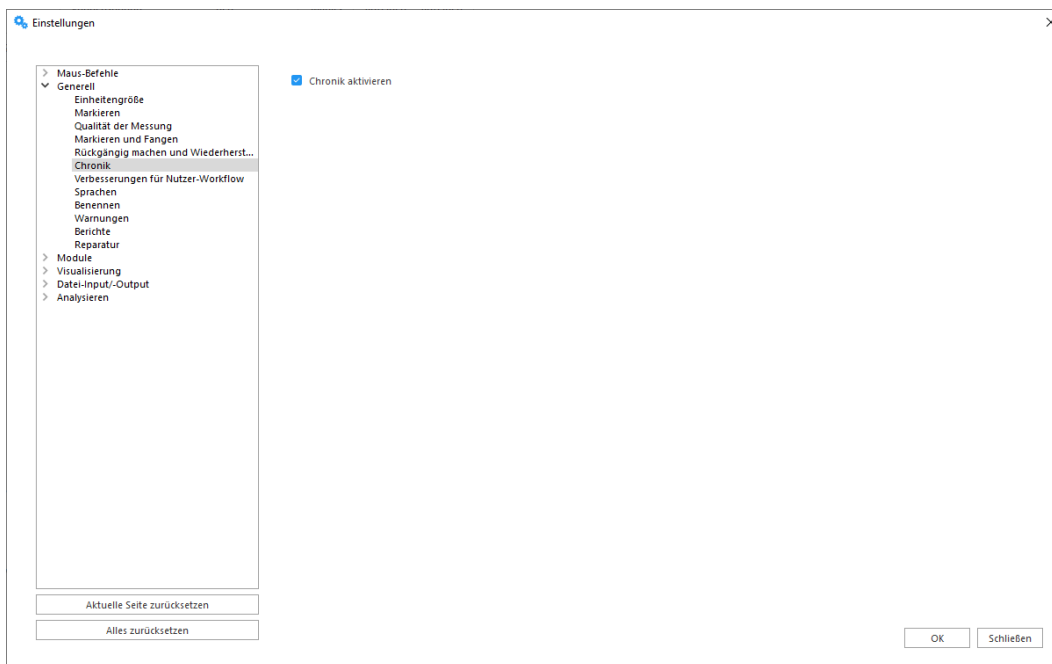 Einstellungen
Maus-Befehle
Generell
Einheitengröße
Markieren
Qualität der Messung
Markieren und Fangen
Rückgängig machen und Wiederherst...
Chronik
Verbesserungen für Nutzer-Workflow
Sprachen
Benennen
Warnungen
Berichte
Reparatur
Module
Visualisierung
Datei-Input/-Output
Analysieren
Chronik aktivieren
Aktuelle Seite zurücksetzen
Alles zurücksetzen
OK
Schließen